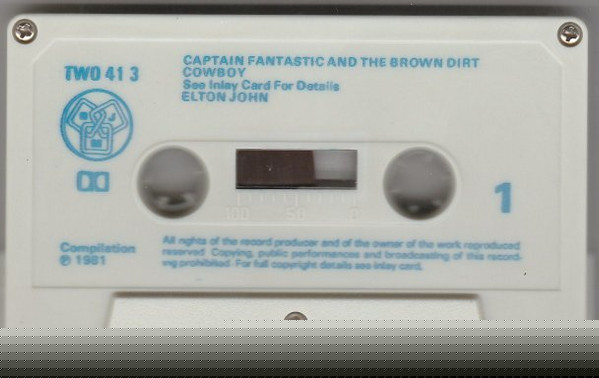 TWO 41 3
CAPTAIN FANTASTIC AND THE BROWN DIRT
COWBOY
See Inlay Card For Details
ELTON JOHN
100 50 0
1
Compilation
℗ 1981
All rights of the record producer and of the owner of the work reproduced
reserved Copying, public performances and broadcasting of this record-
ing prohibited. For full copyright details see inlay card.